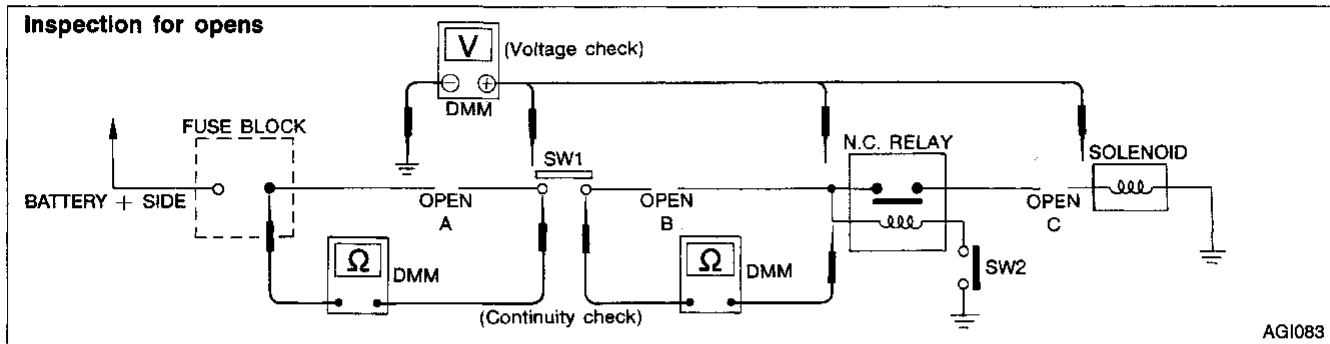 Inspection for opens
V
(Voltage check)
− +
DMM
FUSE BLOCK
N.C. RELAY
SOLENOID
SW1
BATTERY + SIDE
OPEN
A
OPEN
B
OPEN
C
Ω
DMM
Ω
DMM
SW2
(Continuity check)
AGI083